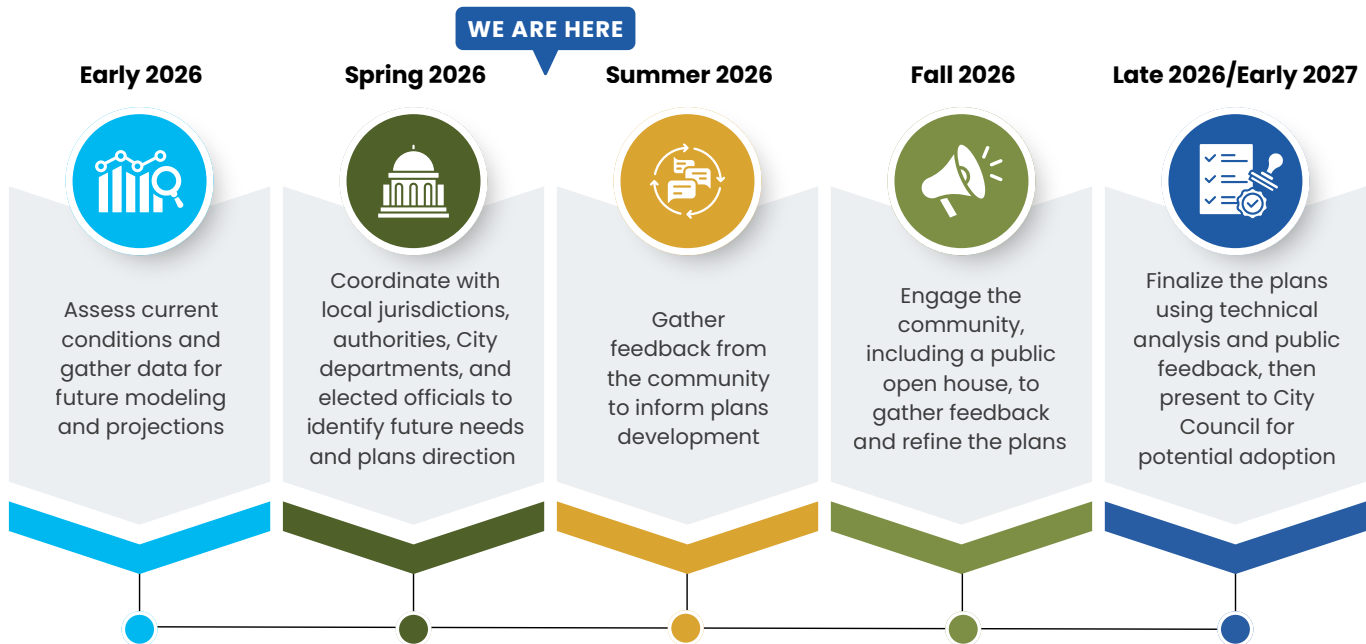 WE ARE HERE
Early 2026
Spring 2026
Summer 2026
Fall 2026
Late 2026/Early 2027
Assess current
conditions and
gather data for
future modeling
and projections
Coordinate with
local jurisdictions,
authorities, City
departments, and
elected officials to
identify future needs
and plans direction
Gather
feedback from
the community
to inform plans
development
Engage the
community,
including a public
open house, to
gather feedback
and refine the plans
Finalize the plans
using technical
analysis and public
feedback, then
present to City
Council for
potential adoption